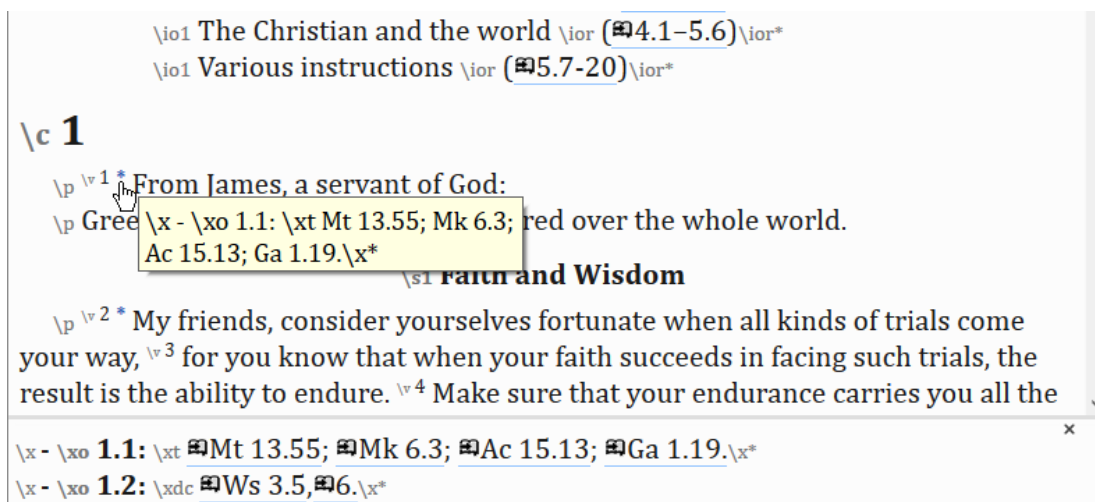 \io1 The Christian and the world \ior (4.1–5.6)\ior*
\io1 Various instructions \ior (5.7-20)\ior*
\c 1
\p \v 1 * From James, a servant of God:
\p Gree red over the whole world.
\x - \xo 1.1: \xt Mt 13.55; Mk 6.3;
Ac 15.13; Ga 1.19.\x*
\s1 Faith and Wisdom
\p \v 2 * My friends, consider yourselves fortunate when all kinds of trials come
your way, \v 3 for you know that when your faith succeeds in facing such trials, the
result is the ability to endure. \v 4 Make sure that your endurance carries you all the
\x - \xo 1.1: \xt Mt 13.55; Mk 6.3; Ac 15.13; Ga 1.19.\x*
\x - \xo 1.2: \xdc Ws 3.5,6.\x*